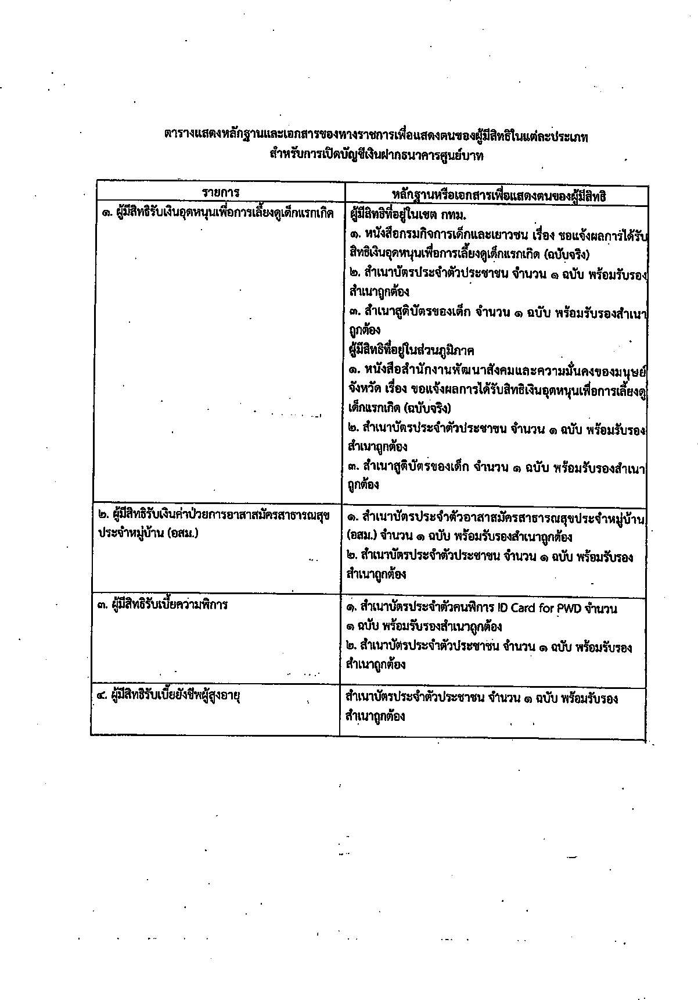 ตารางแสดงหลักฐานและเอกสารของทางราชการเพื่อแสดงตนของผู้มีสิทธิในแต่ละประเภท
สำหรับการเปิดบัญชีเงินฝากธนาคารศูนย์บาท
รายการ
หลักฐานหรือเอกสารเพื่อแสดงตนของผู้มีสิทธิ
๑. ผู้มีสิทธิรับเงินอุดหนุนเพื่อการเลี้ยงดูเด็กแรกเกิด
ผู้มีสิทธิที่อยู่ในเขต กทม.
๑. หนังสือกรมกิจการเด็กและเยาวชน เรื่อง ขอแจ้งผลการได้รับ
สิทธิเงินอุดหนุนเพื่อการเลี้ยงดูเด็กแรกเกิด (ฉบับจริง)
๒. สำเนาบัตรประจำตัวประชาชน จำนวน ๑ ฉบับ พร้อมรับรอง
สำเนาถูกต้อง
๓. สำเนาสูติบัตรของเด็ก จำนวน ๑ ฉบับ พร้อมรับรองสำเนา
ถูกต้อง
ผู้มีสิทธิที่อยู่ในส่วนภูมิภาค
๑. หนังสือสำนักงานพัฒนาสังคมและความมั่นคงของมนุษย์
จังหวัด เรื่อง ขอแจ้งผลการได้รับสิทธิเงินอุดหนุนเพื่อการเลี้ยงดู
เด็กแรกเกิด (ฉบับจริง)
๒. สำเนาบัตรประจำตัวประชาชน จำนวน ๑ ฉบับ พร้อมรับรอง
สำเนาถูกต้อง
๓. สำเนาสูติบัตรของเด็ก จำนวน ๑ ฉบับ พร้อมรับรองสำเนา
ถูกต้อง
๒. ผู้มีสิทธิรับเงินค่าป่วยการอาสาสมัครสาธารณสุข
ประจำหมู่บ้าน (อสม.)
๑. สำเนาบัตรประจำตัวอาสาสมัครสาธารณสุขประจำหมู่บ้าน
(อสม.) จำนวน ๑ ฉบับ พร้อมรับรองสำเนาถูกต้อง
๒. สำเนาบัตรประจำตัวประชาชน จำนวน ๑ ฉบับ พร้อมรับรอง
สำเนาถูกต้อง
๓. ผู้มีสิทธิรับเบี้ยความพิการ
๑. สำเนาบัตรประจำตัวคนพิการ ID Card for PWD จำนวน
๑ ฉบับ พร้อมรับรองสำเนาถูกต้อง
๒. สำเนาบัตรประจำตัวประชาชน จำนวน ๑ ฉบับ พร้อมรับรอง
สำเนาถูกต้อง
๔. ผู้มีสิทธิรับเบี้ยยังชีพผู้สูงอายุ
สำเนาบัตรประจำตัวประชาชน จำนวน ๑ ฉบับ พร้อมรับรอง
สำเนาถูกต้อง